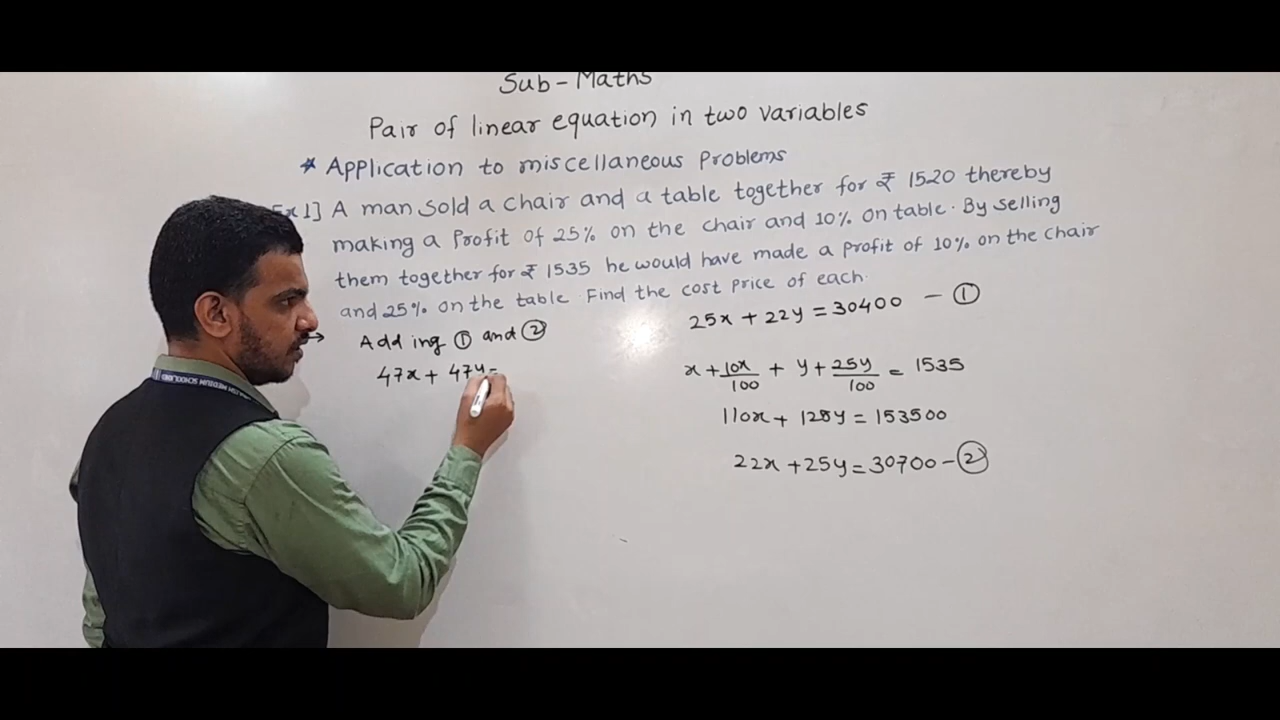 Sub - Maths
Pair of linear equation in two variables
* Application to miscellaneous Problems
Ex 1] A man sold a chair and a table together for ₹ 1520 thereby
making a Profit of 25% on the chair and 10% on table. By selling
them together for ₹ 1535 he would have made a profit of 10% on the chair
and 25% on the table. Find the cost price of each.
→ Adding ① and ②
47x + 47y =
25x + 22y = 30400 - ①
x + 10x/100 + y + 25y/100 = 1535
110x + 125y = 153500
22x + 25y = 30700 - ②
MEDIUM SCHOOL